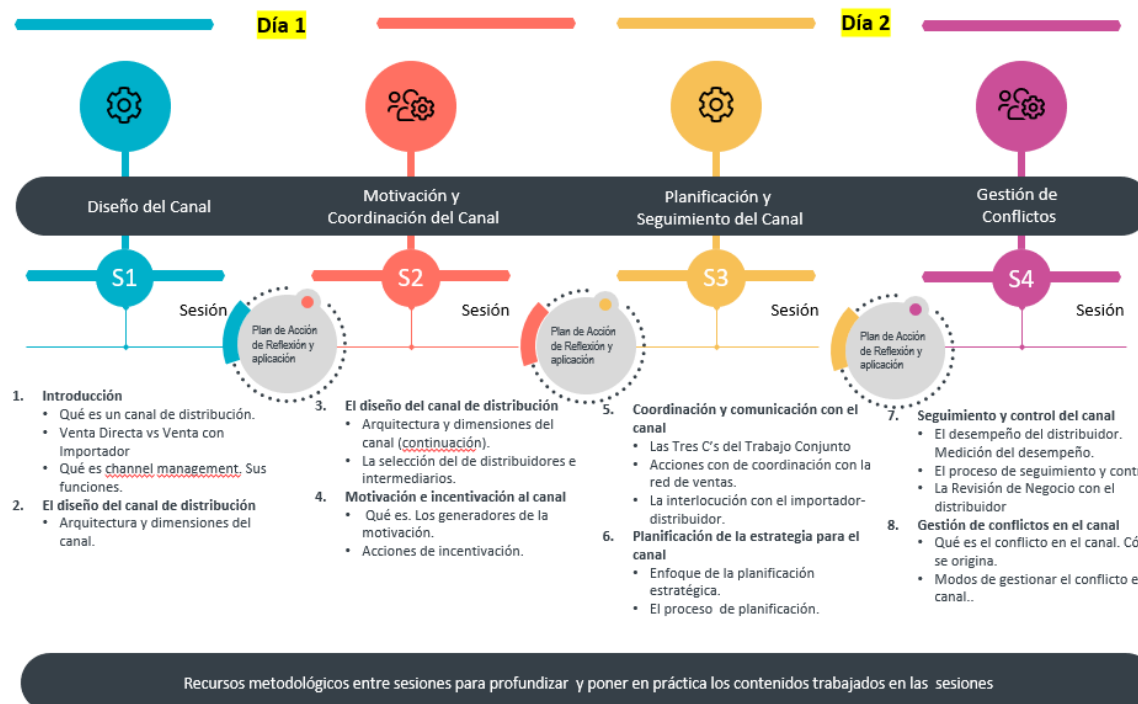 Día 1
Día 2
Diseño del Canal
Motivación y
Coordinación del Canal
Planificación y
Seguimiento del Canal
Gestión de
Conflictos
S1
S2
S3
S4
Sesión
Sesión
Sesión
Sesión
Plan de Acción
de Reflexión y
aplicación
Plan de Acción
de Reflexión y
aplicación
Plan de Acción
de Reflexión y
aplicación
1. Introducción
• Qué es un canal de distribución.
• Venta Directa vs Venta con
Importador
• Qué es channel management. Sus
funciones.
2. El diseño del canal de distribución
• Arquitectura y dimensiones del
canal.
3. El diseño del canal de distribución
• Arquitectura y dimensiones del
canal (continuación).
• La selección del de distribuidores e
intermediarios.
4. Motivación e incentivación al canal
• Qué es. Los generadores de la
motivación.
• Acciones de incentivación.
5. Coordinación y comunicación con el
canal
• Las Tres C's del Trabajo Conjunto
• Acciones con de coordinación con la
red de ventas.
• La interlocución con el importador-
distribuidor.
6. Planificación de la estrategia para el
canal
• Enfoque de la planificación
estratégica.
• El proceso de planificación.
7. Seguimiento y control del canal
• El desempeño del distribuidor.
Medición del desempeño.
• El proceso de seguimiento y cont
• La Revisión de Negocio con el
distribuidor
8. Gestión de conflictos en el canal
• Qué es el conflicto en el canal. Có
se origina.
• Modos de gestionar el conflicto e
canal..
Recursos metodológicos entre sesiones para profundizar y poner en práctica los contenidos trabajados en las sesiones